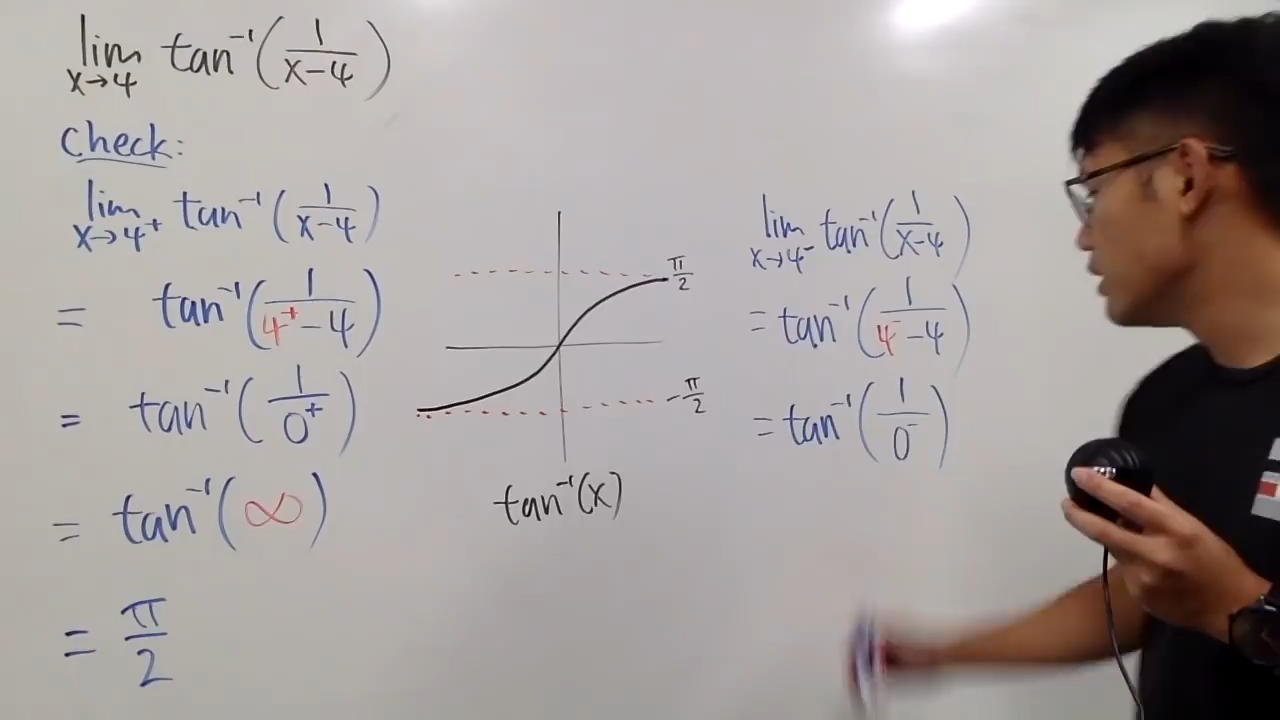 lim x→4 tan⁻¹(1/(x-4))
Check:
lim x→4⁺ tan⁻¹(1/(x-4))
= tan⁻¹(1/(4⁺-4))
= tan⁻¹(1/0⁺)
= tan⁻¹(∞)
= π/2
π/2
-π/2
tan⁻¹(x)
lim x→4⁻ tan⁻¹(1/(x-4))
= tan⁻¹(1/(4⁻-4))
= tan⁻¹(1/0⁻)